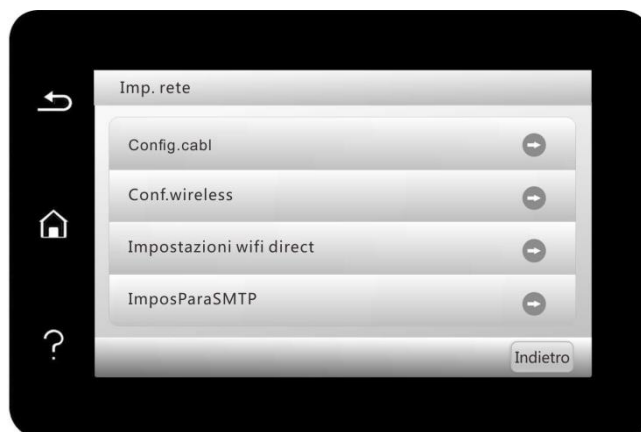 Imp. rete
Config.cabl
Conf.wireless
Impostazioni wifi direct
ImposParaSMTP
?
Indietro